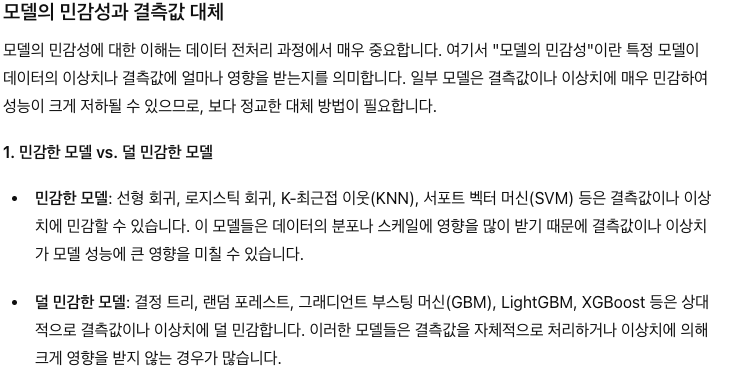 모델의 민감성과 결측값 대체
모델의 민감성에 대한 이해는 데이터 전처리 과정에서 매우 중요합니다. 여기서 "모델의 민감성"이란 특정 모델이
데이터의 이상치나 결측값에 얼마나 영향을 받는지를 의미합니다. 일부 모델은 결측값이나 이상치에 매우 민감하여
성능이 크게 저하될 수 있으므로, 보다 정교한 대체 방법이 필요합니다.
1. 민감한 모델 vs. 덜 민감한 모델
• 민감한 모델: 선형 회귀, 로지스틱 회귀, K-최근접 이웃(KNN), 서포트 벡터 머신(SVM) 등은 결측값이나 이상
치에 민감할 수 있습니다. 이 모델들은 데이터의 분포나 스케일에 영향을 많이 받기 때문에 결측값이나 이상치
가 모델 성능에 큰 영향을 미칠 수 있습니다.
• 덜 민감한 모델: 결정 트리, 랜덤 포레스트, 그래디언트 부스팅 머신(GBM), LightGBM, XGBoost 등은 상대
적으로 결측값이나 이상치에 덜 민감합니다. 이러한 모델들은 결측값을 자체적으로 처리하거나 이상치에 의해
크게 영향을 받지 않는 경우가 많습니다.